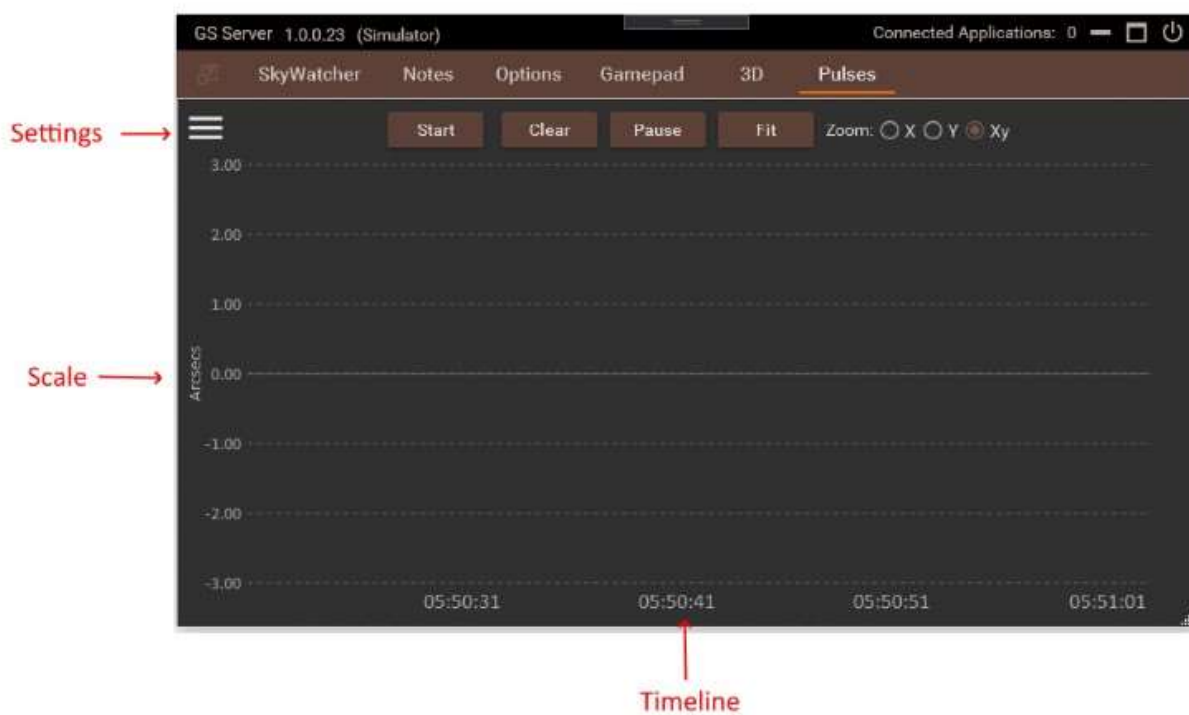 GS Server 1.0.0.23 (Simulator) Connected Applications: 0
SkyWatcher Notes Options Gamepad 3D Pulses
Settings
Start Clear Pause Fit Zoom: X Y Xy
3.00
2.00
1.00
Scale
Arcsecs
0.00
-1.00
-2.00
-3.00
05:50:31 05:50:41 05:50:51 05:51:01
Timeline